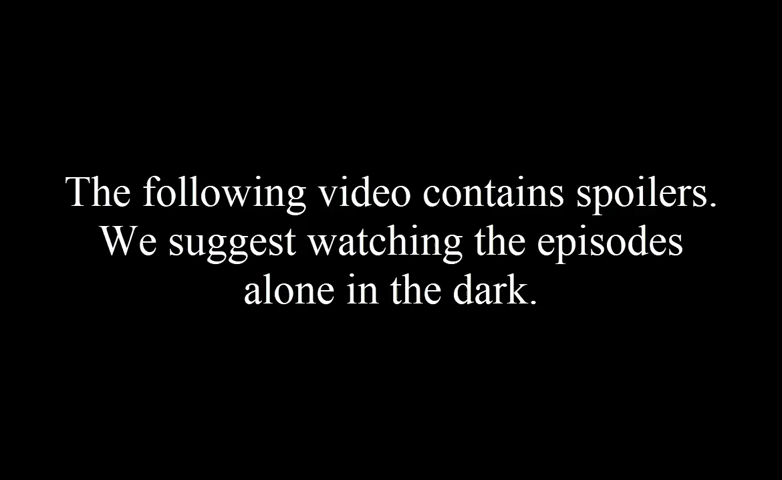 The following video contains spoilers.
We suggest watching the episodes
alone in the dark.